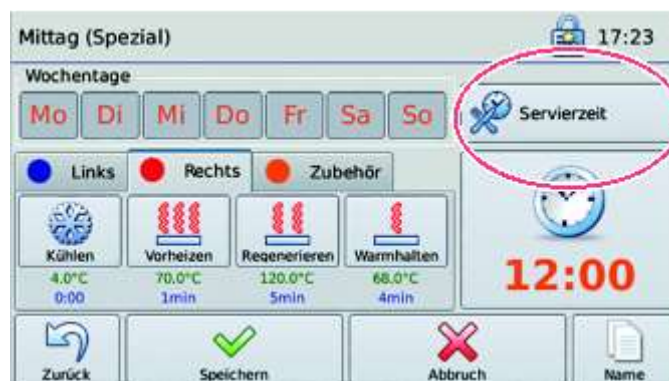 Mittag (Spezial) 17:23
Wochentage
Mo Di Mi Do Fr Sa So
Servierzeit
Links Rechts Zubehör
Kühlen Vorheizen Regenerieren Warmhalten
4.0°C 70.0°C 120.0°C 68.0°C
0:00 1min 5min 4min
12:00
Zurück Speichern Abbruch Name